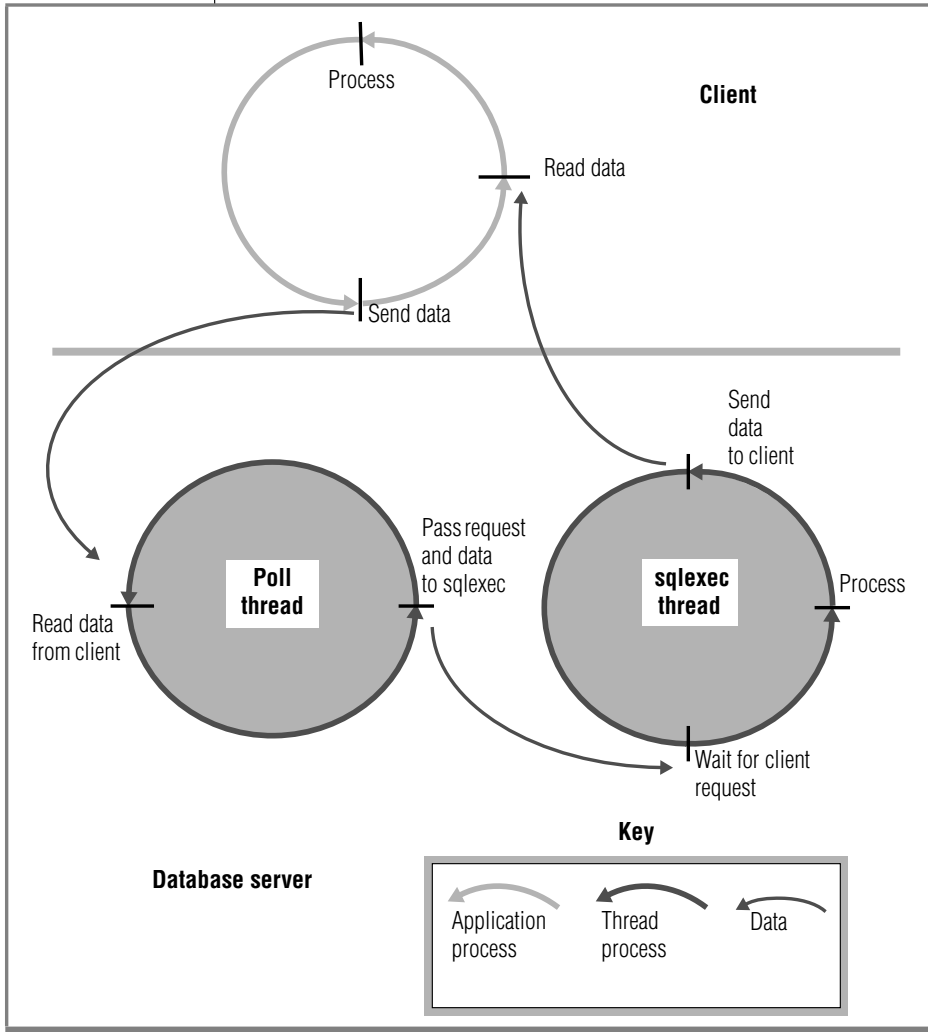 Process
Client
Read data
Send data
Send
data
to client
Pass request
and data
to sqlexec
Poll
thread
sqlexec
thread
Process
Read data
from client
Wait for client
request
Key
Database server
Application
process
Thread
process
Data